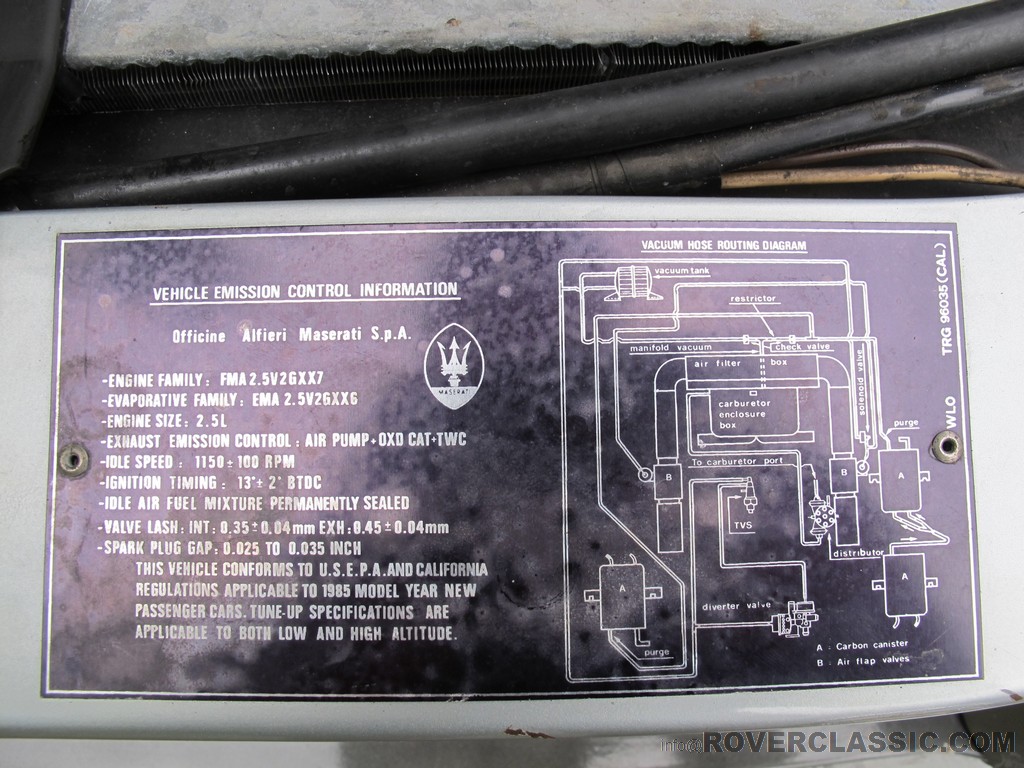 VEHICLE EMISSION CONTROL INFORMATION
Officine Alfieri Maserati S.p.A.
MASERATI
-ENGINE FAMILY: FMA2.5V2GXX7
-EVAPORATIVE FAMILY: EMA 2.5V26XX6
-ENGINE SIZE: 2.5L
-EXHAUST EMISSION CONTROL: AIR PUMP+OXD CAT+TWC
-IDLE SPEED: 1150±100 RPM
-IGNITION TIMING: 13°±2° BTDC
-IDLE AIR FUEL MIXTURE PERMANENTLY SEALED
-VALVE LASH: INT: 0.35±0.04mm EXH: 0.45±0.04mm
-SPARK PLUG GAP: 0.025 TO 0.035 INCH
THIS VEHICLE CONFORMS TO U.S.E.P.A. AND CALIFORNIA
REGULATIONS APPLICABLE TO 1985 MODEL YEAR NEW
PASSENGER CARS. TUNE-UP SPECIFICATIONS ARE
APPLICABLE TO BOTH LOW AND HIGH ALTITUDE.
VACUUM HOSE ROUTING DIAGRAM
vacuum tank
restrictor
manifold vacuum
check valve
air filter box
carburetor
enclosure
box
solenoid valve
purge
To carburetor port
B
B
A
TVS
distributor
A
A
diverter valve
purge
A : Carbon canister
B : Air flap valves
TRG 96035 (CAL)
WLO
Info@ROVERCLASSIC.COM